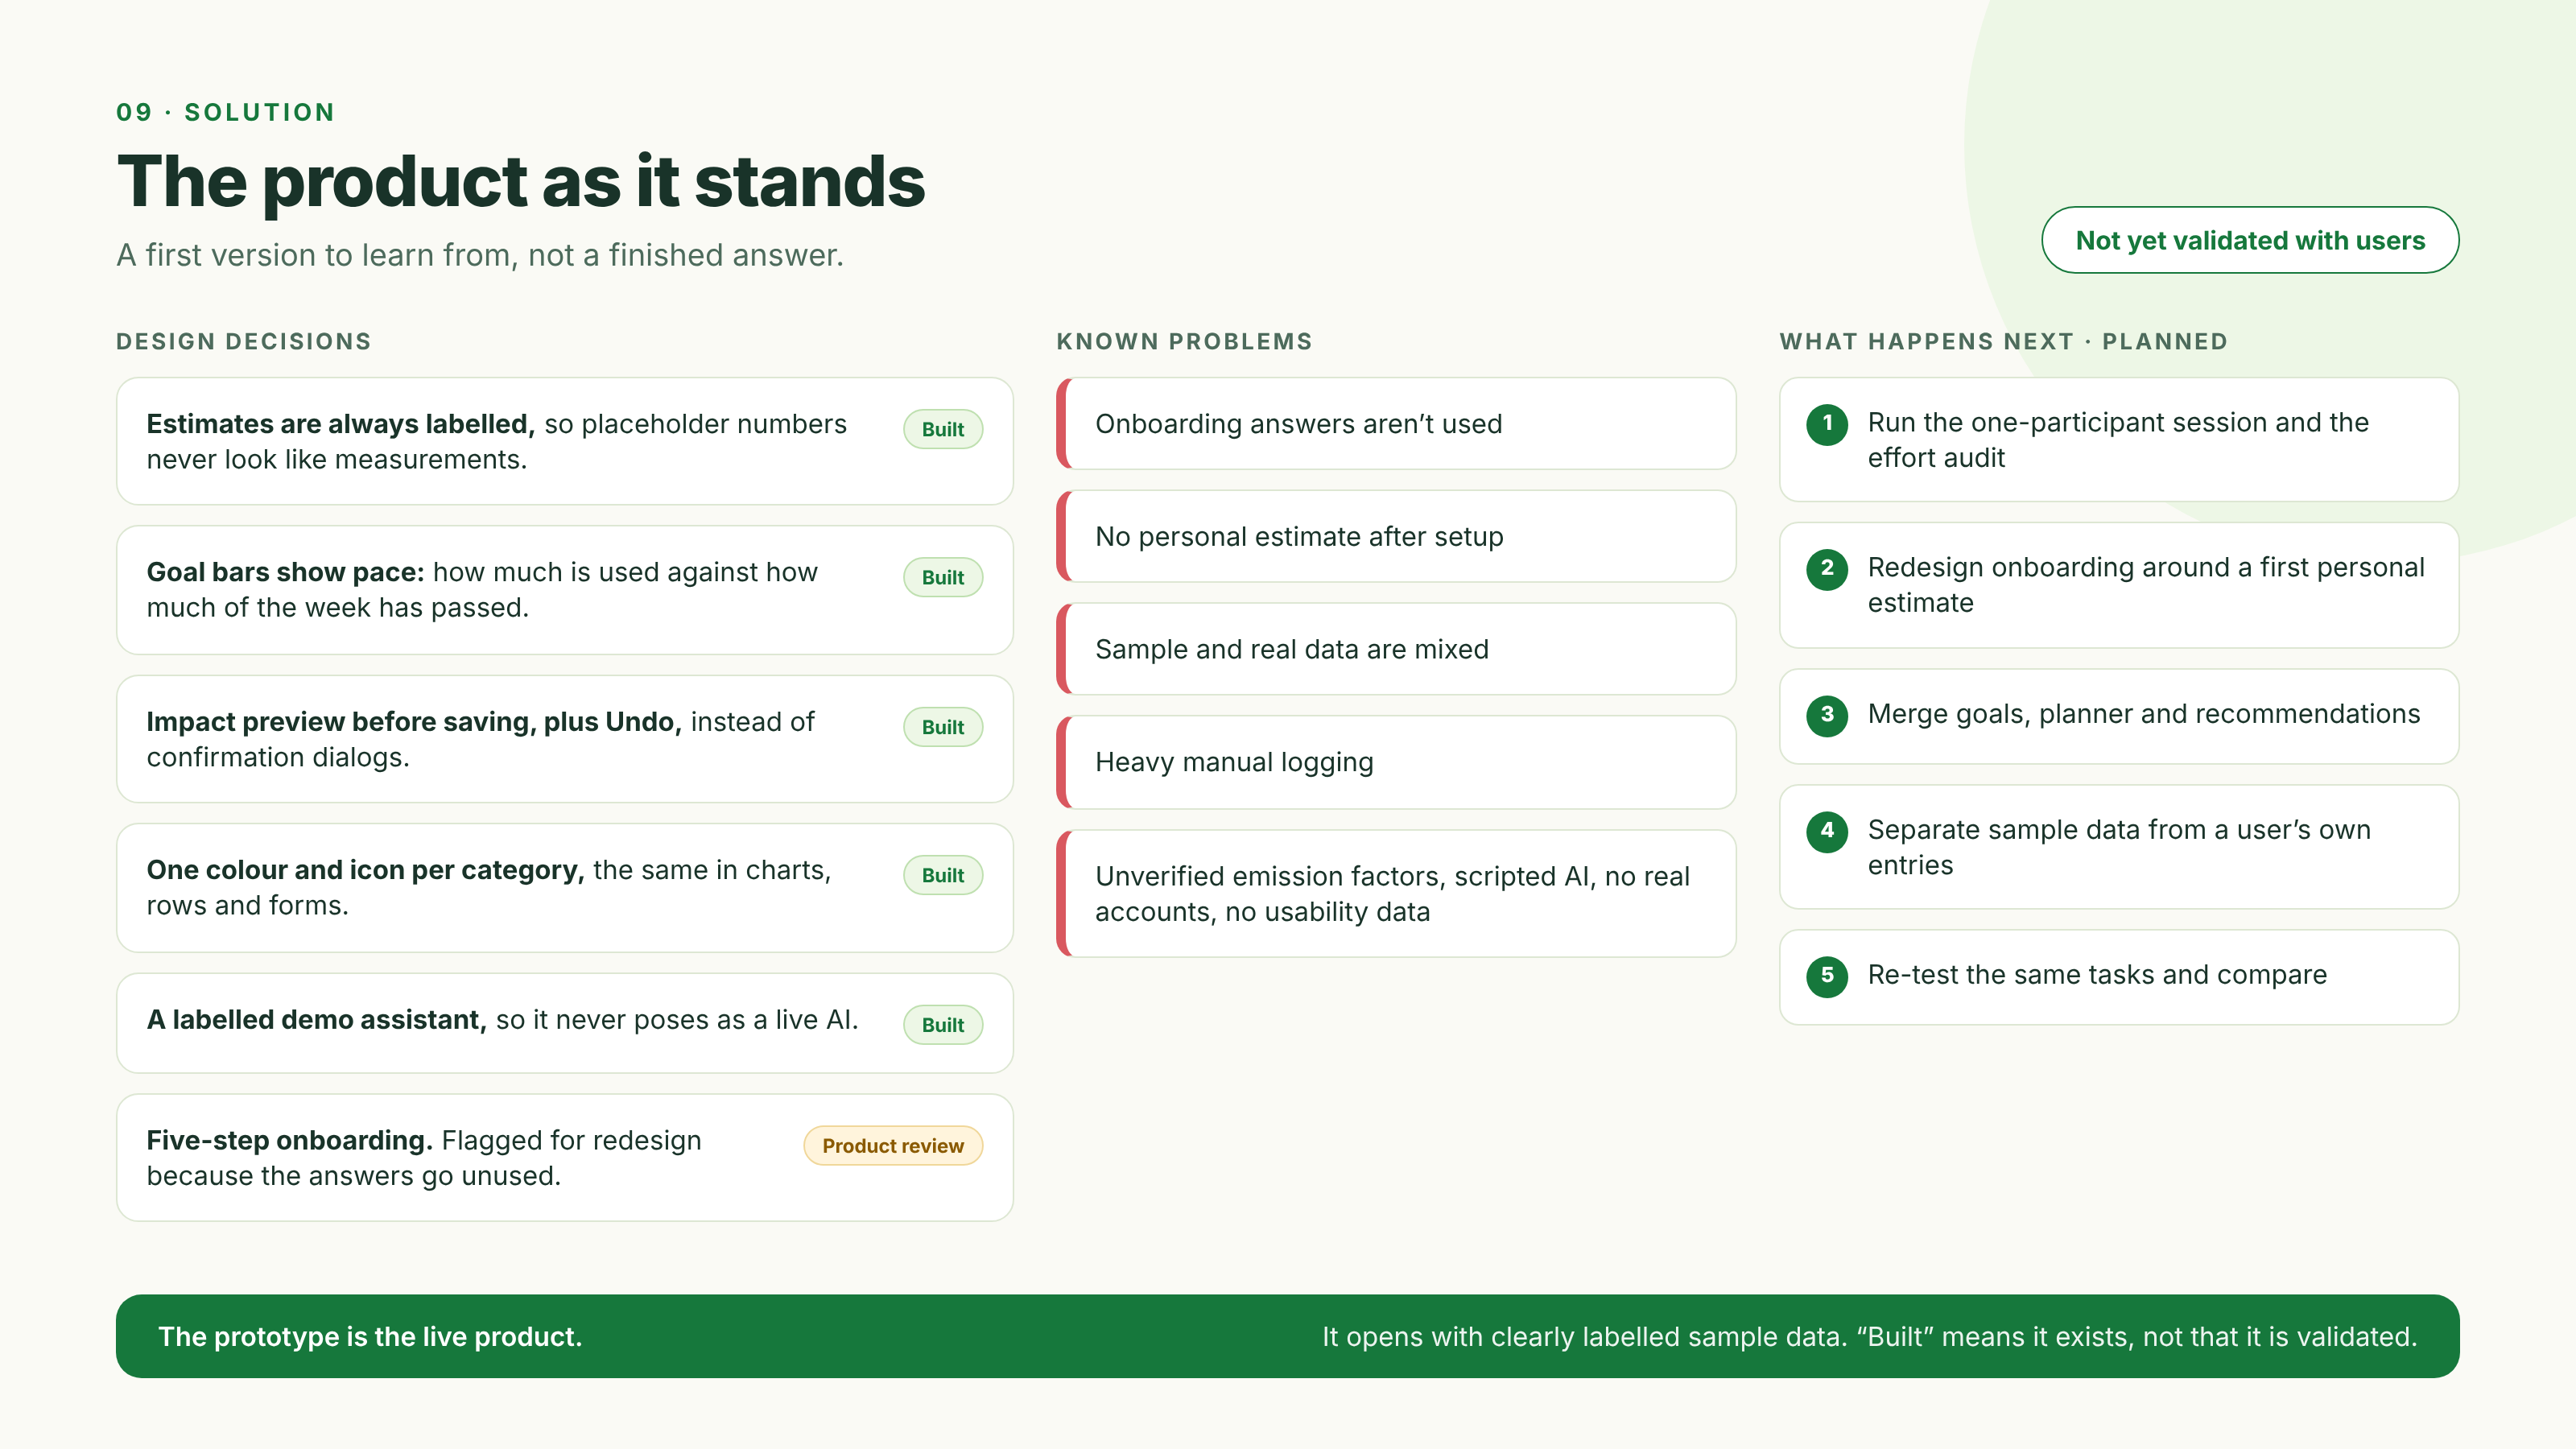 09 · SOLUTION
The product as it stands
A first version to learn from, not a finished answer.
Not yet validated with users
DESIGN DECISIONS
Estimates are always labelled, so placeholder numbers
never look like measurements.
Built
Goal bars show pace: how much is used against how
much of the week has passed.
Built
Impact preview before saving, plus Undo, instead of
confirmation dialogs.
Built
One colour and icon per category, the same in charts,
rows and forms.
Built
A labelled demo assistant, so it never poses as a live AI.
Built
Five-step onboarding. Flagged for redesign
because the answers go unused.
Product review
KNOWN PROBLEMS
Onboarding answers aren’t used
No personal estimate after setup
Sample and real data are mixed
Heavy manual logging
Unverified emission factors, scripted AI, no real
accounts, no usability data
WHAT HAPPENS NEXT · PLANNED
1 Run the one-participant session and the
effort audit
2 Redesign onboarding around a first personal
estimate
3 Merge goals, planner and recommendations
4 Separate sample data from a user’s own
entries
5 Re-test the same tasks and compare
The prototype is the live product.
It opens with clearly labelled sample data. “Built” means it exists, not that it is validated.